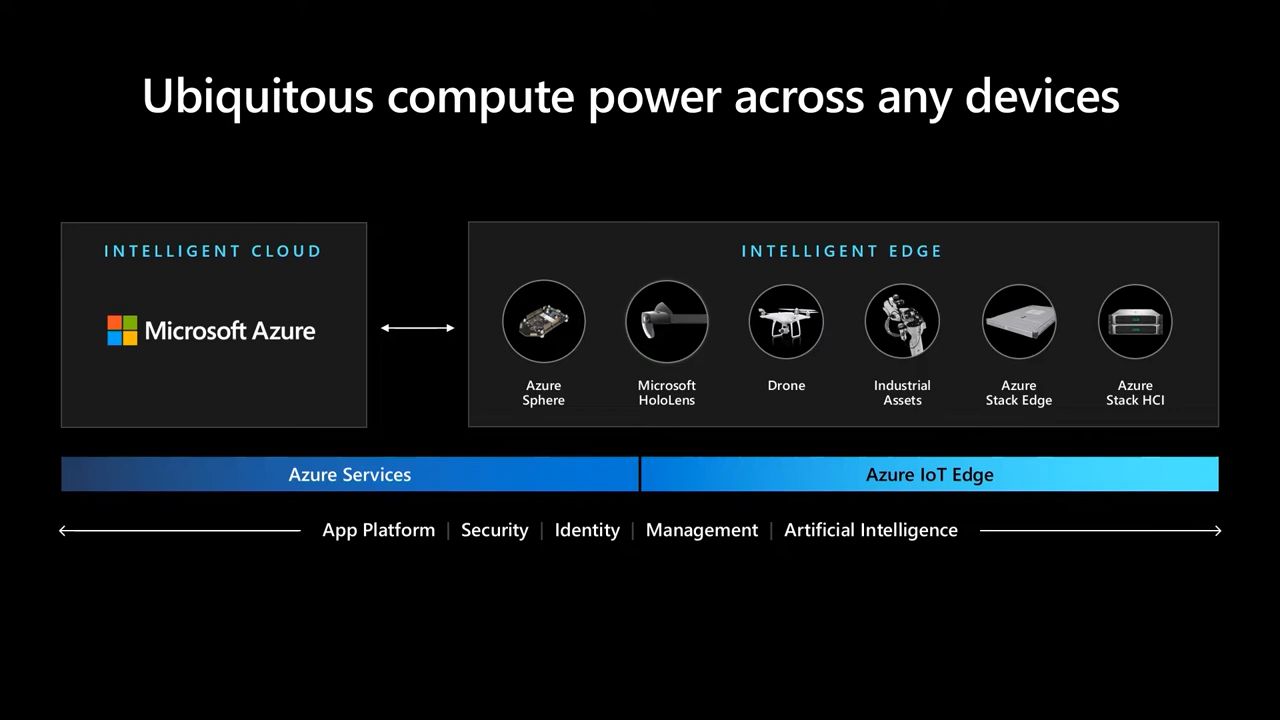 Ubiquitous compute power across any devices
INTELLIGENT CLOUD
Microsoft Azure
INTELLIGENT EDGE
Azure
Sphere
Microsoft
HoloLens
Drone
Industrial
Assets
Azure
Stack Edge
Azure
Stack HCI
Azure Services
Azure IoT Edge
App Platform | Security | Identity | Management | Artificial Intelligence